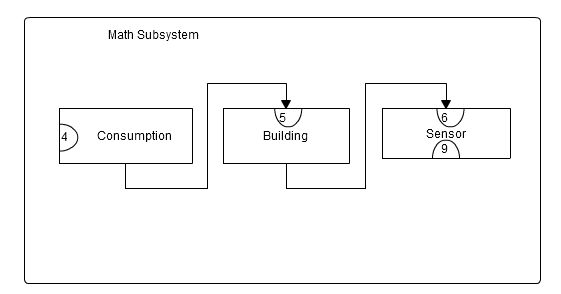 Math Subsystem
4
Consumption
5
Building
6
Sensor
9